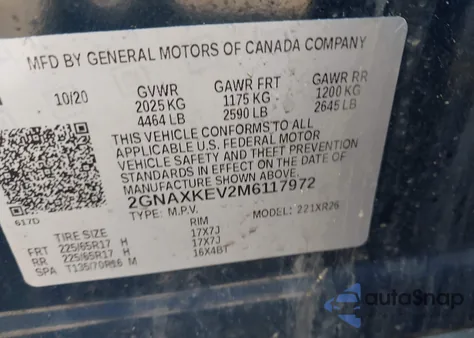 MFD BY GENERAL MOTORS OF CANADA COMPANY
10/20 GVWR GAWR FRT GAWR RR
2025 KG 1175 KG 1200 KG
4464 LB 2590 LB 2645 LB
THIS VEHICLE CONFORMS TO ALL
APPLICABLE U.S. FEDERAL MOTOR
VEHICLE SAFETY AND THEFT PREVENTION
STANDARDS IN EFFECT ON THE DATE OF
MANUFACTURE SHOWN ABOVE.
2GNAXKEV2M6117972
TYPE: M.P.V. MODEL: 221XR26
617D
TIRE SIZE RIM
FRT 225/65R17 H 17X7J
RR 225/65R17 H 17X7J
SPA T135/70R16 M 16X4BT
autoSnap